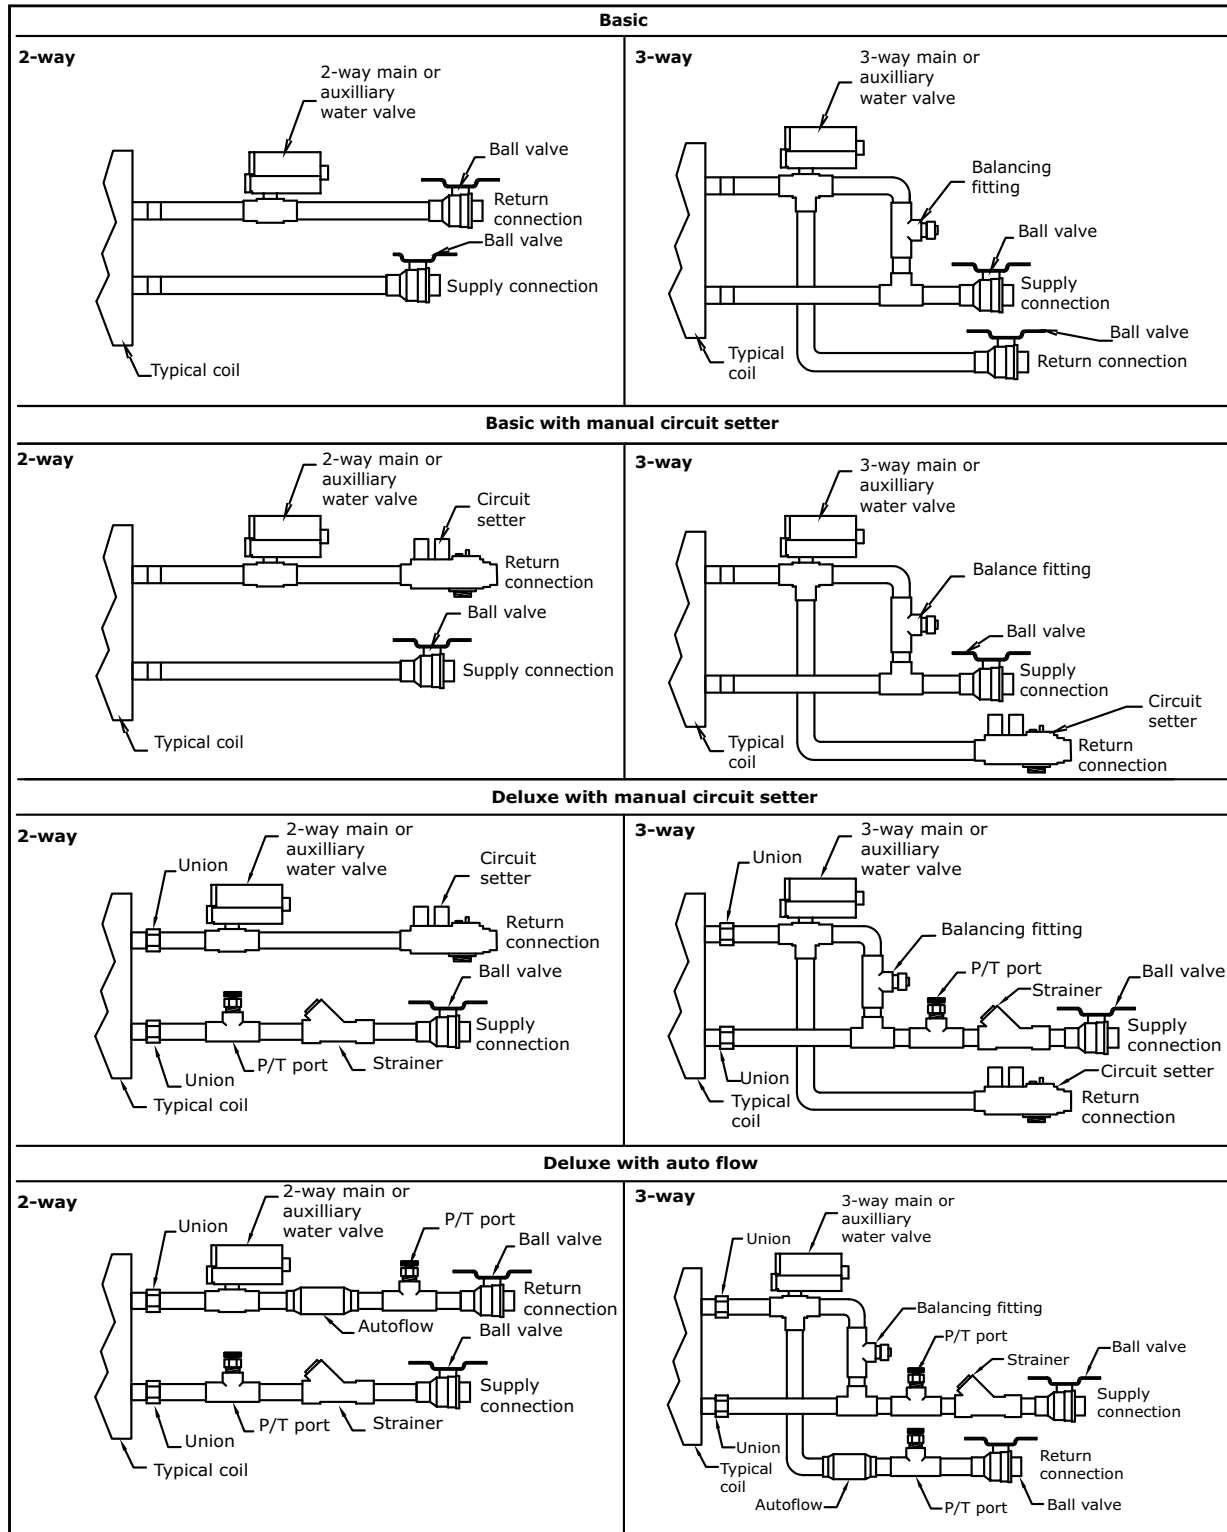 Basic
2-way
2-way main or
auxilliary
water valve
Ball valve
Return
connection
Ball valve
Supply connection
Typical coil
3-way
3-way main or
auxilliary
water valve
Balancing
fitting
Ball valve
Supply
connection
Ball valve
Return connection
Typical
coil
Basic with manual circuit setter
2-way
2-way main or
auxilliary
water valve
Circuit
setter
Return
connection
Ball valve
Supply connection
Typical coil
3-way
3-way main or
auxilliary
water valve
Balance fitting
Ball valve
Supply
connection
Circuit
setter
Typical
coil
Return
connection
Deluxe with manual circuit setter
2-way
2-way main or
auxilliary
water valve
Union
Circuit
setter
Return
connection
Ball valve
Supply
connection
P/T port
Strainer
Union
Typical coil
3-way
3-way main or
auxilliary
water valve
Union
Balancing fitting
P/T port
Ball valve
Strainer
Supply
connection
Union
Circuit setter
Typical
coil
Return
connection
Deluxe with auto flow
2-way
2-way main or
auxilliary
water valve
Union
P/T port
Ball valve
Return
connection
Autoflow
Ball valve
Supply
connection
P/T port
Strainer
Union
Typical coil
3-way
3-way main or
auxilliary
water valve
Union
Balancing fitting
P/T port
Ball valve
Strainer
Supply
connection
Union
Typical
coil
Return
connection
Autoflow
P/T port
Ball valve